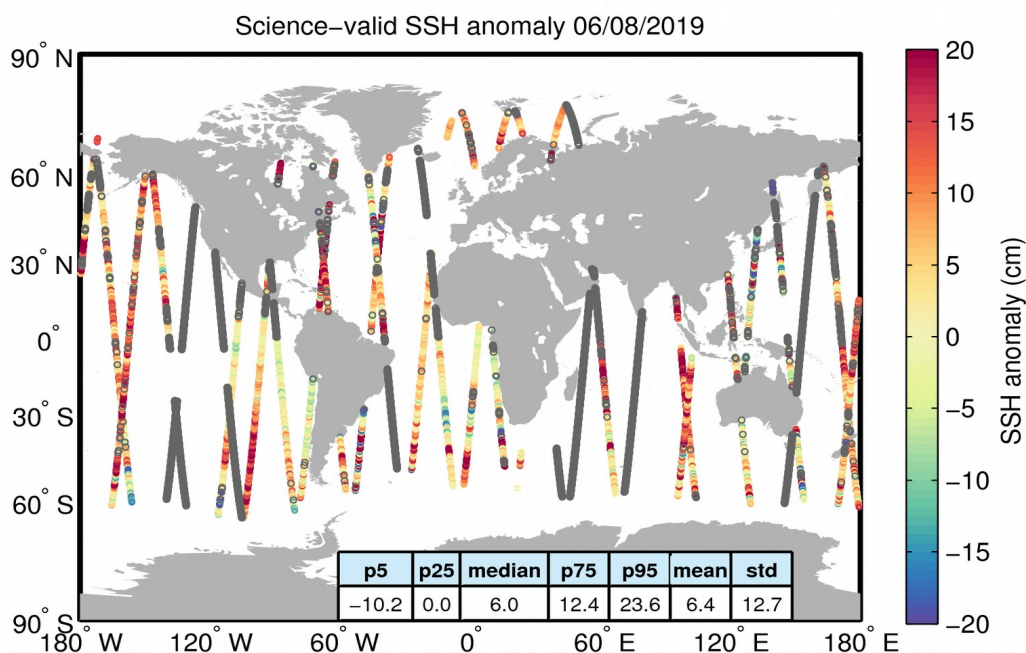 Science−valid SSH anomaly 06/08/2019
90° N
60° N
30° N
0°
30° S
60° S
90° S
180° W
120° W
60° W
0°
60° E
120° E
180° E
p5 p25 median p75 p95 mean std
−10.2 0.0 6.0 12.4 23.6 6.4 12.7
20
15
10
5
0
−5
−10
−15
−20
SSH anomaly (cm)